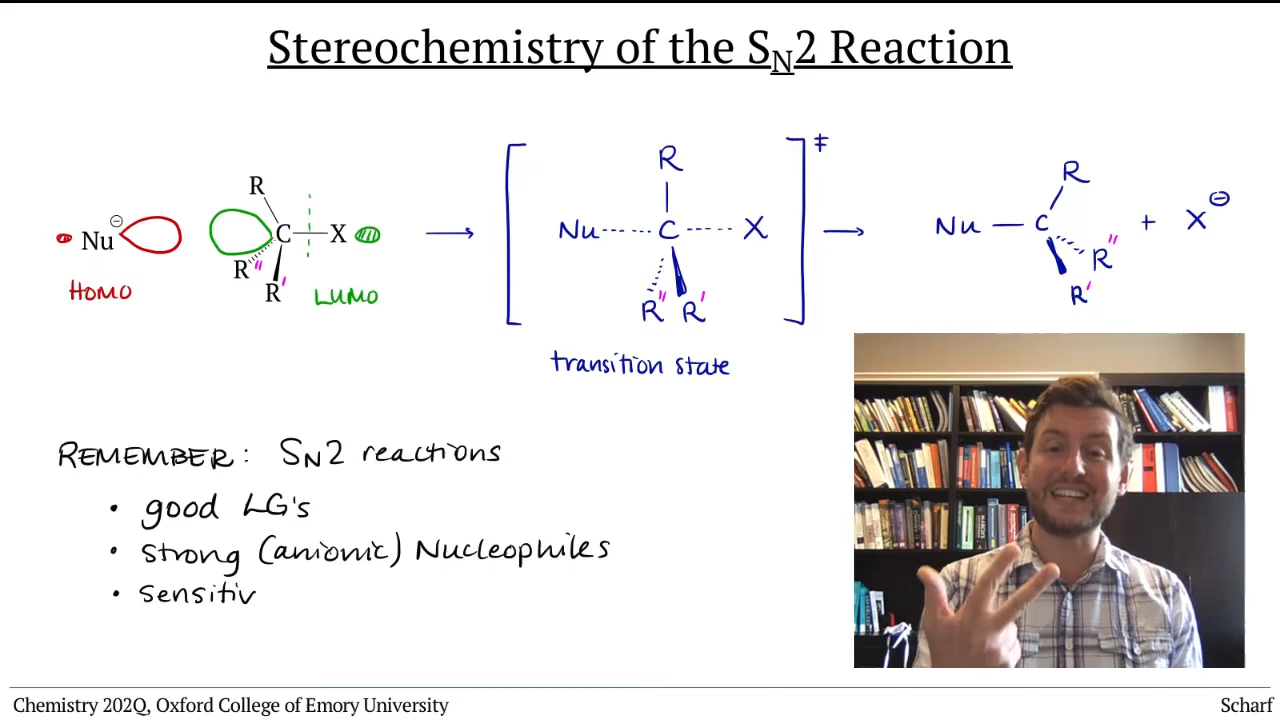 Stereochemistry of the SN2 Reaction
R
Nu⊖
C—X
R"
R'
HOMO
LUMO
‡
R
Nu
C
X
R" R'
transition state
R
Nu—C
R"
R'
+ X⊖
REMEMBER: SN2 reactions
• good LG's
• strong (anionic) Nucleophiles
• sensitiv
Chemistry 202Q, Oxford College of Emory University
Scharf